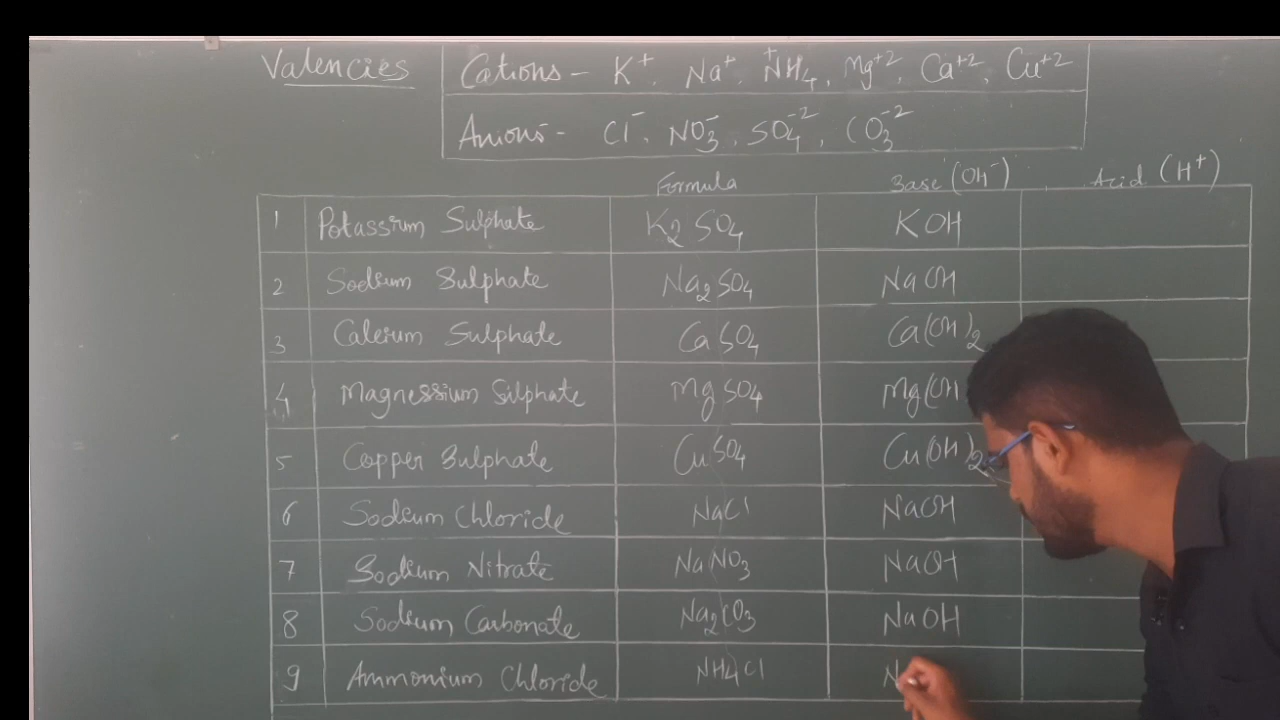 Valencies Cations - K⁺, Na⁺, ⁺NH₄, Mg⁺², Ca⁺², Cu⁺²
Anions - Cl⁻, NO₃⁻, SO₄⁻², CO₃⁻²
Formula Base (OH⁻) Acid (H⁺)
1 Potassium Sulphate K₂SO₄ KOH
2 Sodium Sulphate Na₂SO₄ NaOH
3 Calcium Sulphate CaSO₄ Ca(OH)₂
4 Magnessium Sulphate MgSO₄ Mg(OH
5 Copper Sulphate CuSO₄ Cu(OH)₂
6 Sodium Chloride NaCl NaOH
7 Sodium Nitrate NaNO₃ NaOH
8 Sodium Carbonate Na₂CO₃ NaOH
9 Ammonium Chloride NH₄Cl N